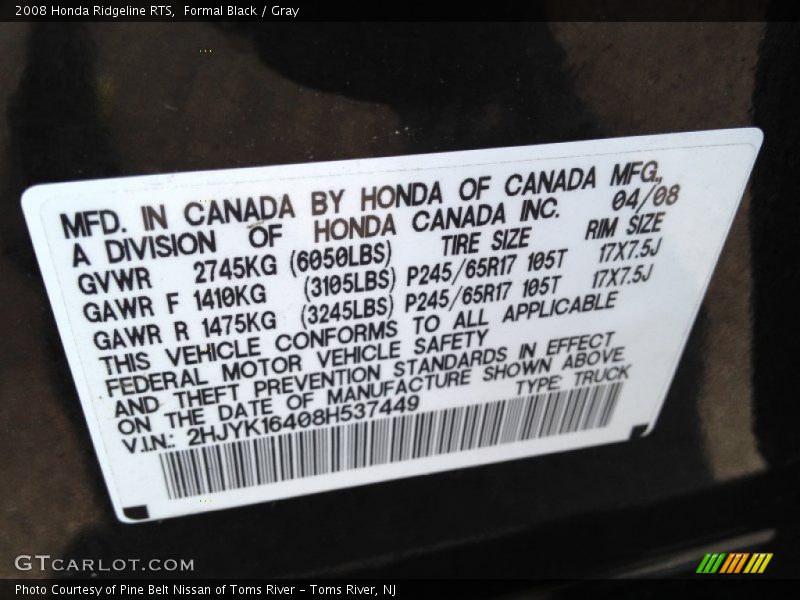 2008 Honda Ridgeline RTS, Formal Black / Gray
MFD. IN CANADA BY HONDA OF CANADA MFG.,
A DIVISION OF HONDA CANADA INC. 04/08
GVWR 2745KG (6050LBS) TIRE SIZE RIM SIZE
GAWR F 1410KG (3105LBS) P245/65R17 105T 17X7.5J
GAWR R 1475KG (3245LBS) P245/65R17 105T 17X7.5J
THIS VEHICLE CONFORMS TO ALL APPLICABLE
FEDERAL MOTOR VEHICLE SAFETY
AND THEFT PREVENTION STANDARDS IN EFFECT
ON THE DATE OF MANUFACTURE SHOWN ABOVE
V.I.N.: 2HJYK16408H537449 TYPE: TRUCK
GTCARLOT.COM
Photo Courtesy of Pine Belt Nissan of Toms River - Toms River, NJ